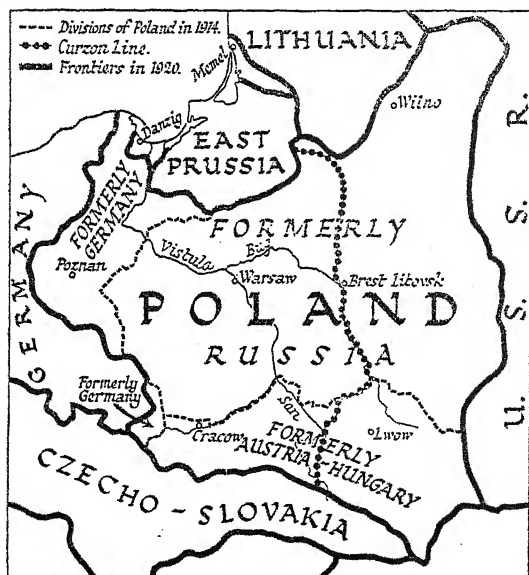 Divisions of Poland in 1914.
Curzon Line.
Frontiers in 1920.
LITHUANIA
Memel
Wilno
Danzig
EAST
PRUSSIA
U.S.S.R.
GERMANY
FORMERLY
GERMANY
Poznan
FORMERLY
Vistula
Bug
Warsaw
Brest Litovsk
POLAND
RUSSIA
Formerly
Germany
Cracow
San
Lwow
FORMERLY
AUSTRIA-HUNGARY
CZECHO-SLOVAKIA